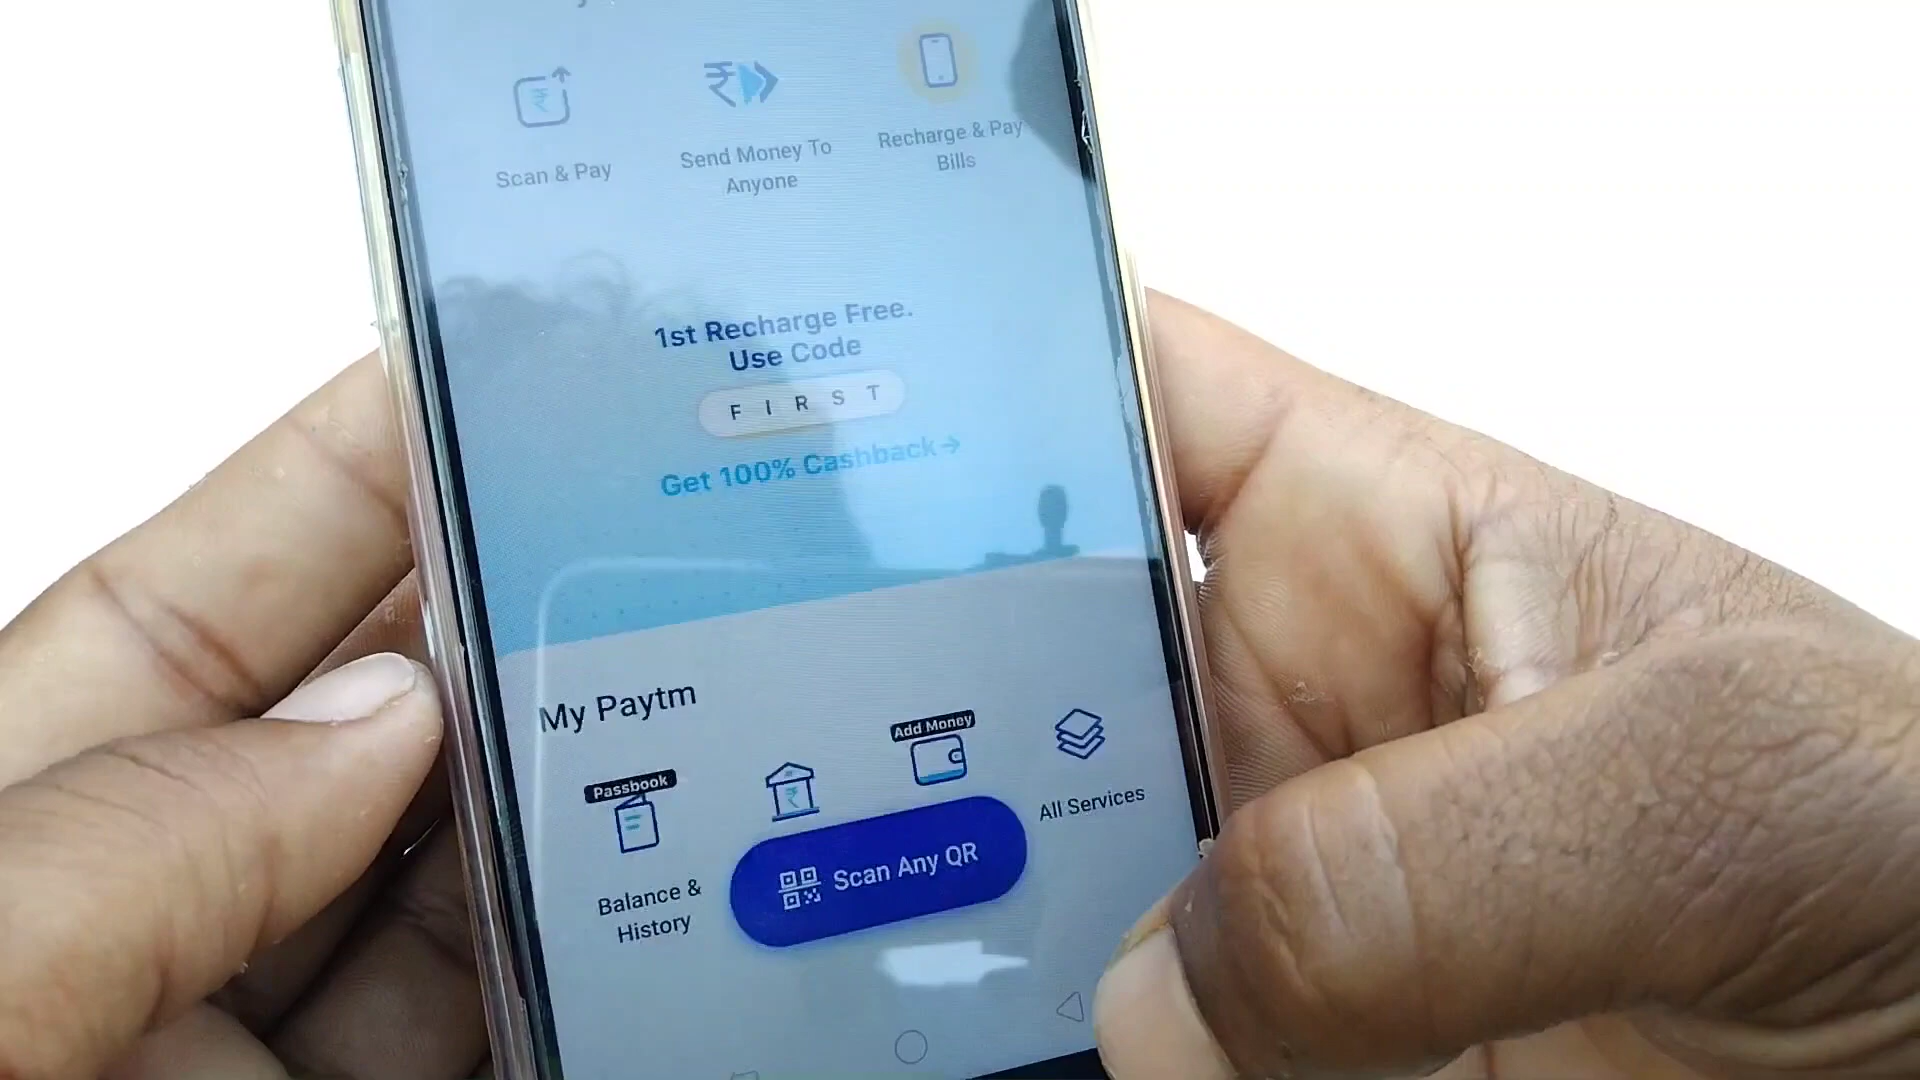 Scan & Pay
Send Money To
Anyone
Recharge & Pay
Bills
1st Recharge Free.
Use Code
F I R S T
Get 100% Cashback→
My Paytm
Passbook
Balance &
History
Add Money
All Services
Scan Any QR